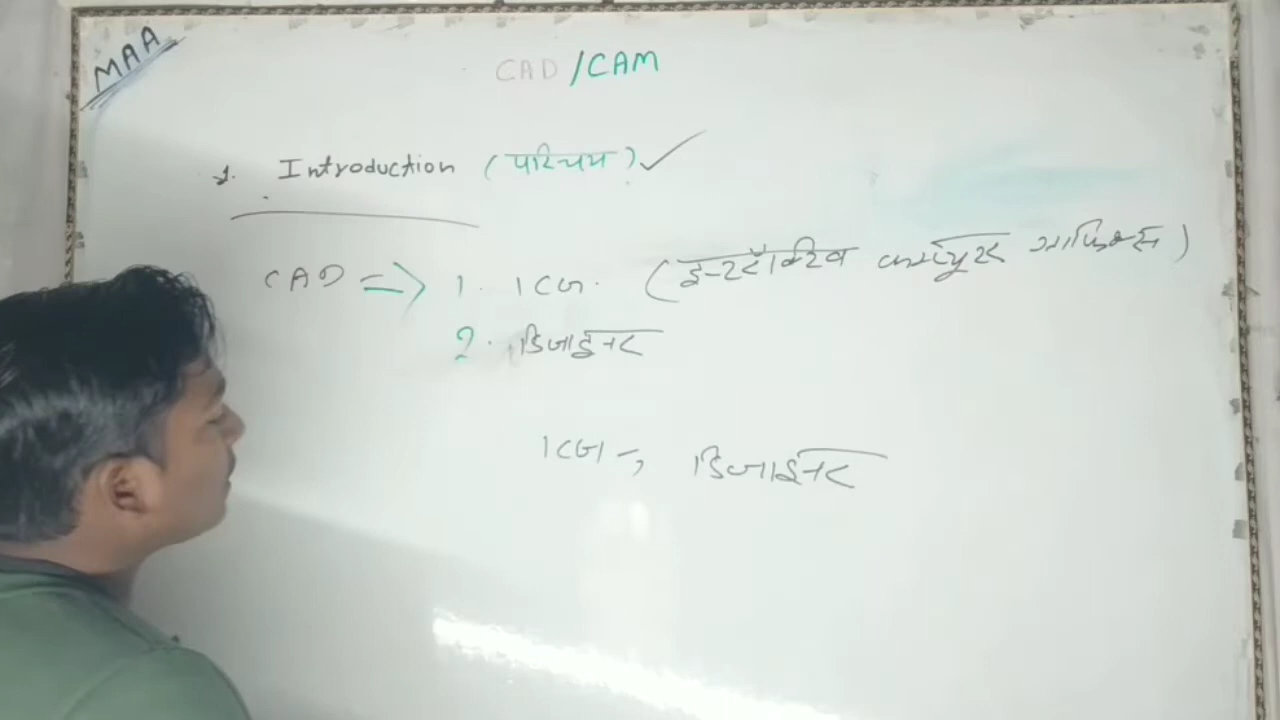 MAA
CAD/CAM
1. Introduction (परिचय) ✓
CAD => 1. ICG. (इन्टरैक्टिव कम्प्यूटर ग्राफिक्स)
2. डिजाइनर
ICG → डिजाइनर